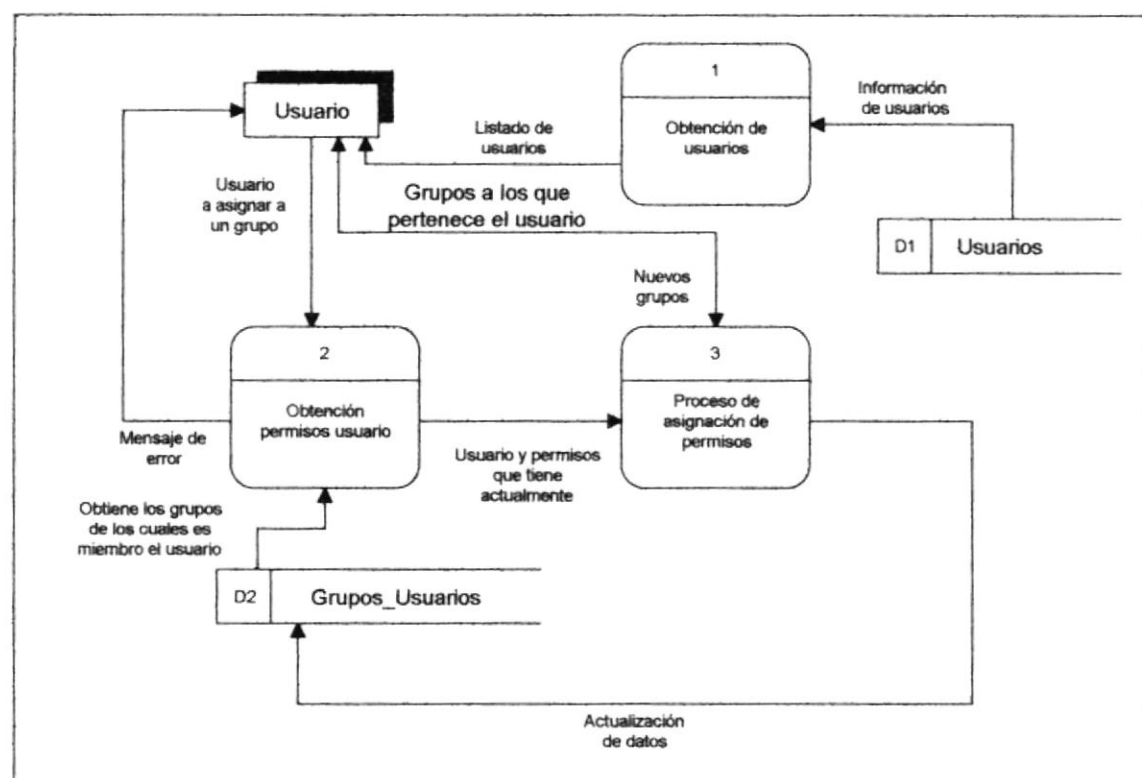 1
Usuario
Obtención de
usuarios
Información
de usuarios
Listado de
usuarios
Usuario
a asignar a
un grupo
Grupos a los que
pertenece el usuario
D1
Usuarios
Nuevos
grupos
2
Obtención
permisos usuario
3
Proceso de
asignación de
permisos
Mensaje de
error
Usuario y permisos
que tiene
actualmente
Obtiene los grupos
de los cuales es
miembro el usuario
D2
Grupos_Usuarios
Actualización
de datos